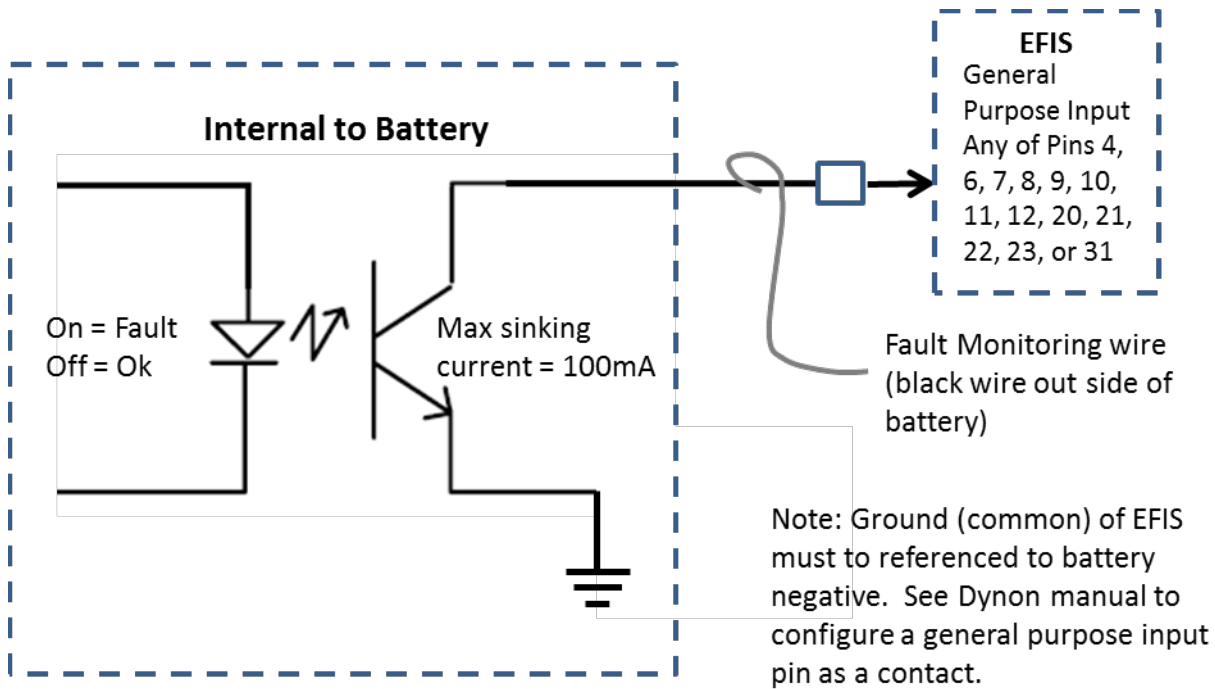 EFIS
General
Purpose Input
Any of Pins 4,
6, 7, 8, 9, 10,
11, 12, 20, 21,
22, 23, or 31
Internal to Battery
On = Fault
Off = Ok
Max sinking
current = 100mA
Fault Monitoring wire
(black wire out side of
battery)
Note: Ground (common) of EFIS
must to referenced to battery
negative.  See Dynon manual to
configure a general purpose input
pin as a contact.